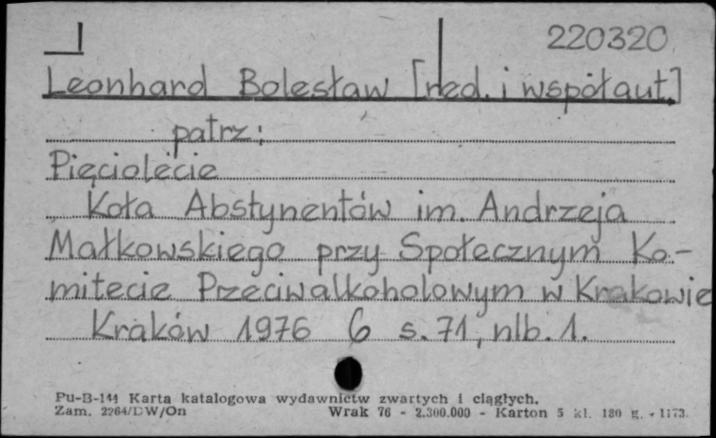 220320
Leonhard Bolesław [red. i współaut.]
patrz:
Pięciolecie
Koła Abstynentów im. Andrzeja
Małkowskiego przy Społecznym Ko-
mitecie Przeciwalkoholowym w Krakowie
Kraków 1976 6 s. 71, nlb. 1.
Pu-B-144 Karta katalogowa wydawnictw zwartych i ciągłych.
Zam. 2264/DW/On Wrak 76 - 2.300.000 - Karton 5 kl. 180 g. - 1173.